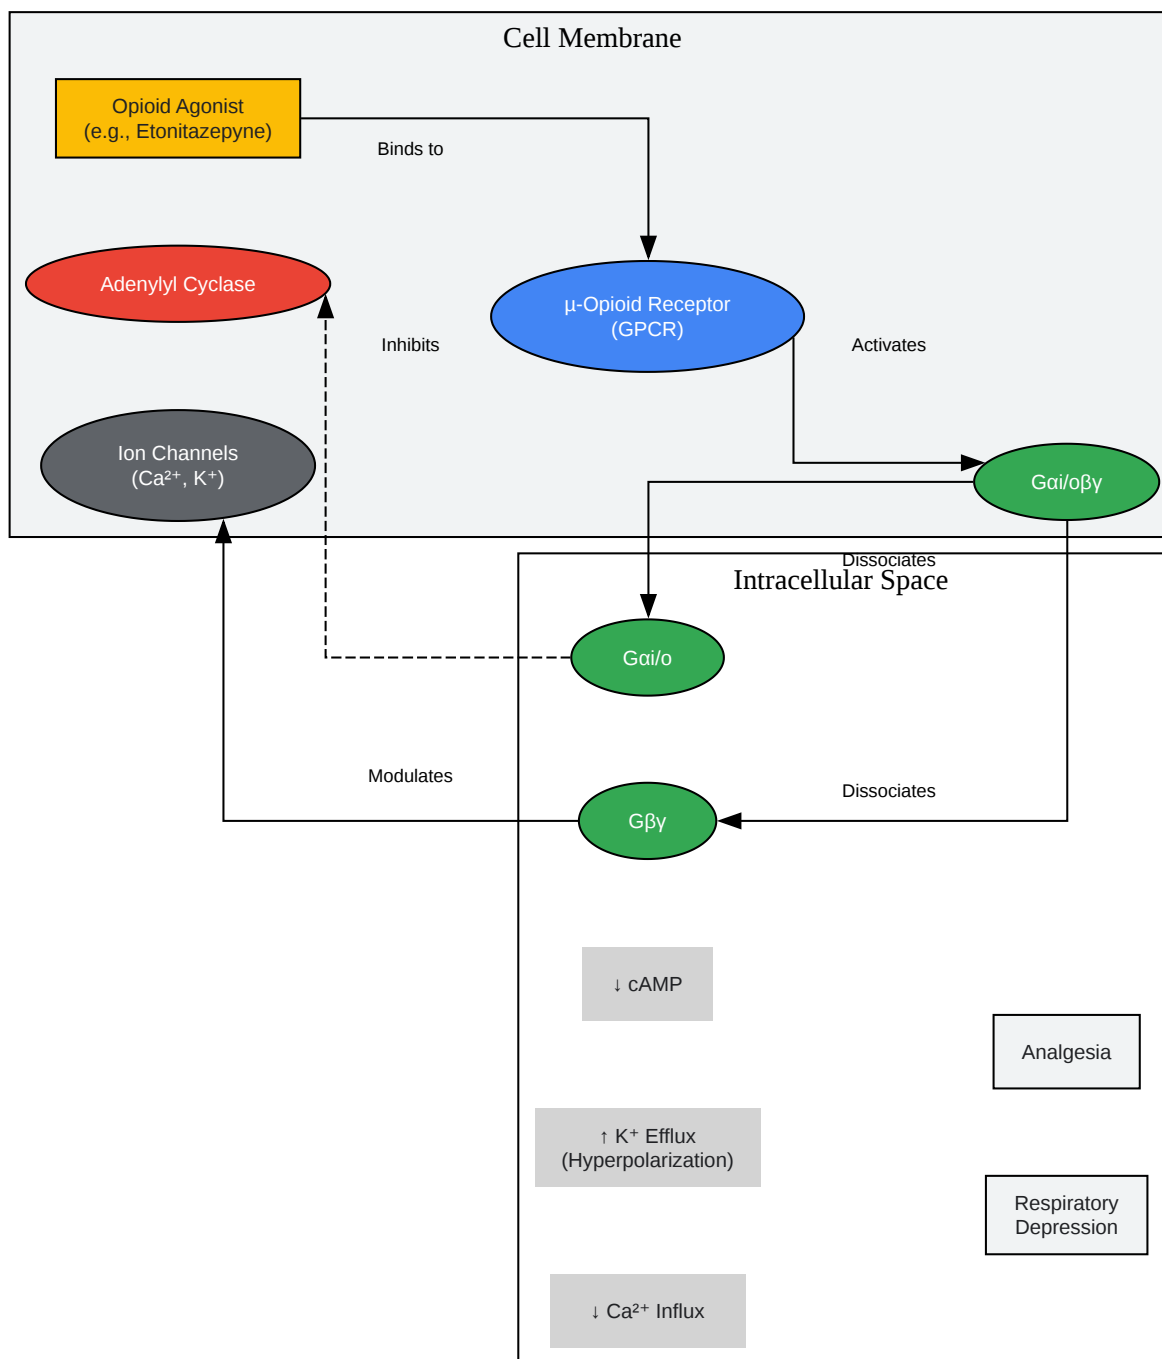 Cell Membrane
Opioid Agonist
(e.g., Etonitazepyne)
Binds to
Adenylyl Cyclase
µ-Opioid Receptor
(GPCR)
Inhibits
Activates
Ion Channels
(Ca²⁺, K⁺)
Gαi/oβγ
Dissociates
Intracellular Space
Gαi/o
Modulates
Dissociates
Gβγ
↓ cAMP
Analgesia
↑ K⁺ Efflux
(Hyperpolarization)
Respiratory
Depression
↓ Ca²⁺ Influx